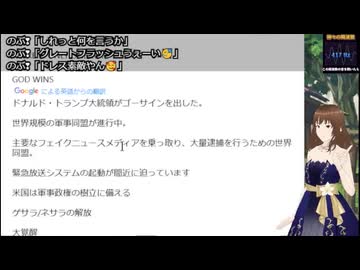 のぶ❣️「しれっと何を言うか」
のぶ❣️「グレートフラッシュうぇーい🥳」
のぶ❣️「ドレス素敵やん🤩」
417 Hz
GOD WINS
Google による英語からの翻訳
ドナルド・トランプ大統領がゴーサインを出した。
世界規模の軍事同盟が進行中。
主要なフェイクニュースメディアを乗っ取り、大量逮捕を行うための世界
同盟。
緊急放送システムの起動が間近に迫っています
米国は軍事政権の樹立に備える
ゲサラ/ネサラの解放
大覚醒